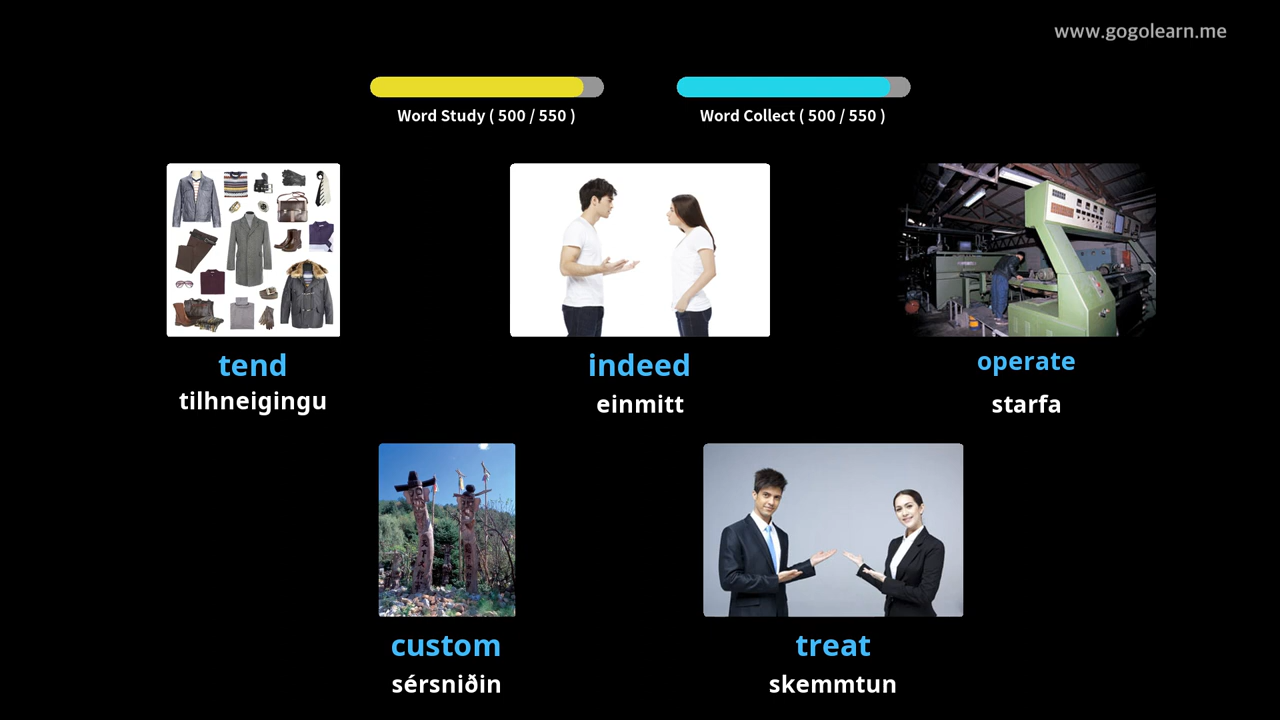 www.gogolearn.me
Word Study ( 500 / 550 )
Word Collect ( 500 / 550 )
tend
tilhneigingu
indeed
einmitt
operate
starfa
custom
sérsniðin
treat
skemmtun